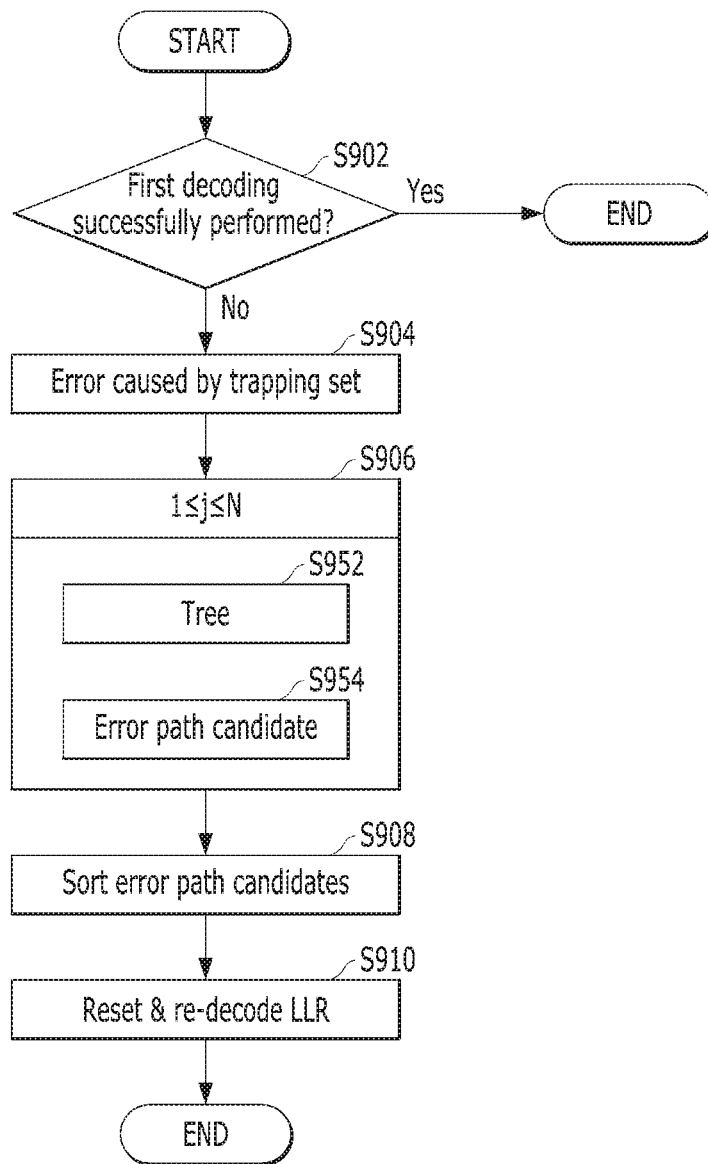 START
S902
First decoding
successfully performed?
Yes
END
No
S904
Error caused by trapping set
S906
1≤j≤N
S952
Tree
S954
Error path candidate
S908
Sort error path candidates
S910
Reset & re-decode LLR
END